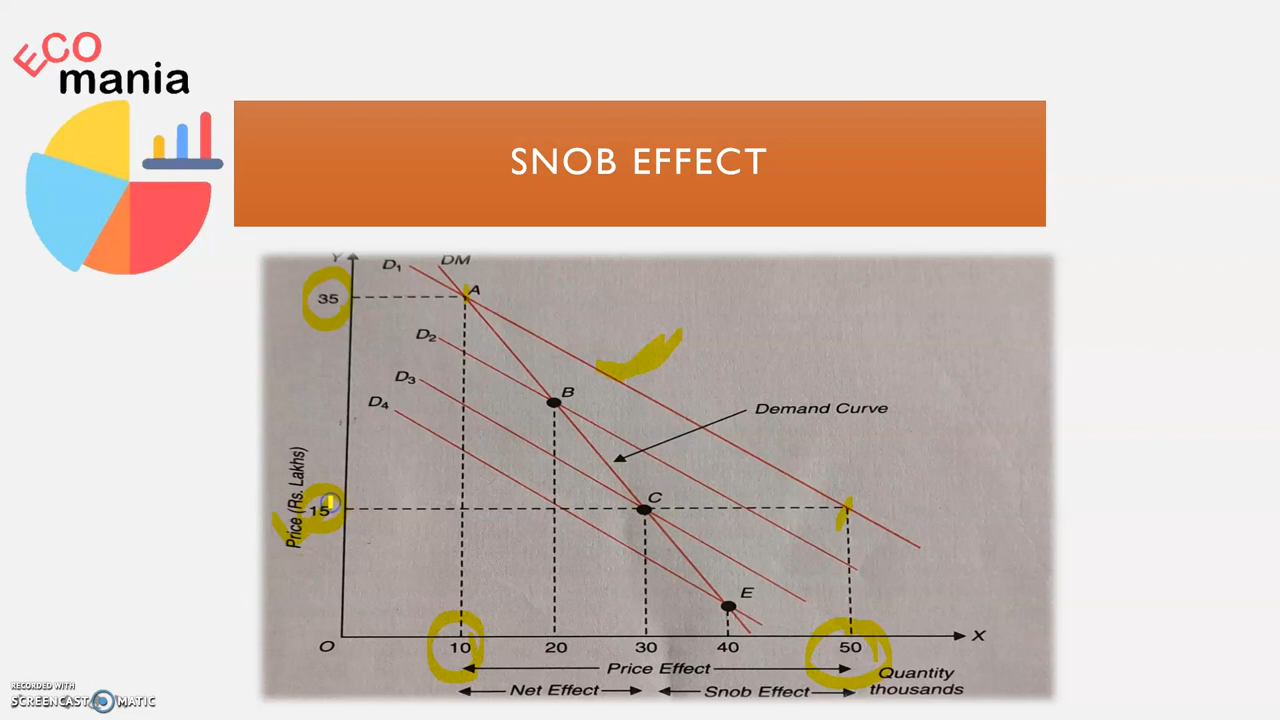 ECO
mania
SNOB EFFECT
Y
D1
DM
A
35
D2
B
D3
D4
Demand Curve
Price (Rs. Lakhs)
C
15
E
O
10
20
30
40
50
X
Price Effect
Quantity
thousands
Net Effect
Snob Effect
RECORDED WITH
SCREENCAST MATIC